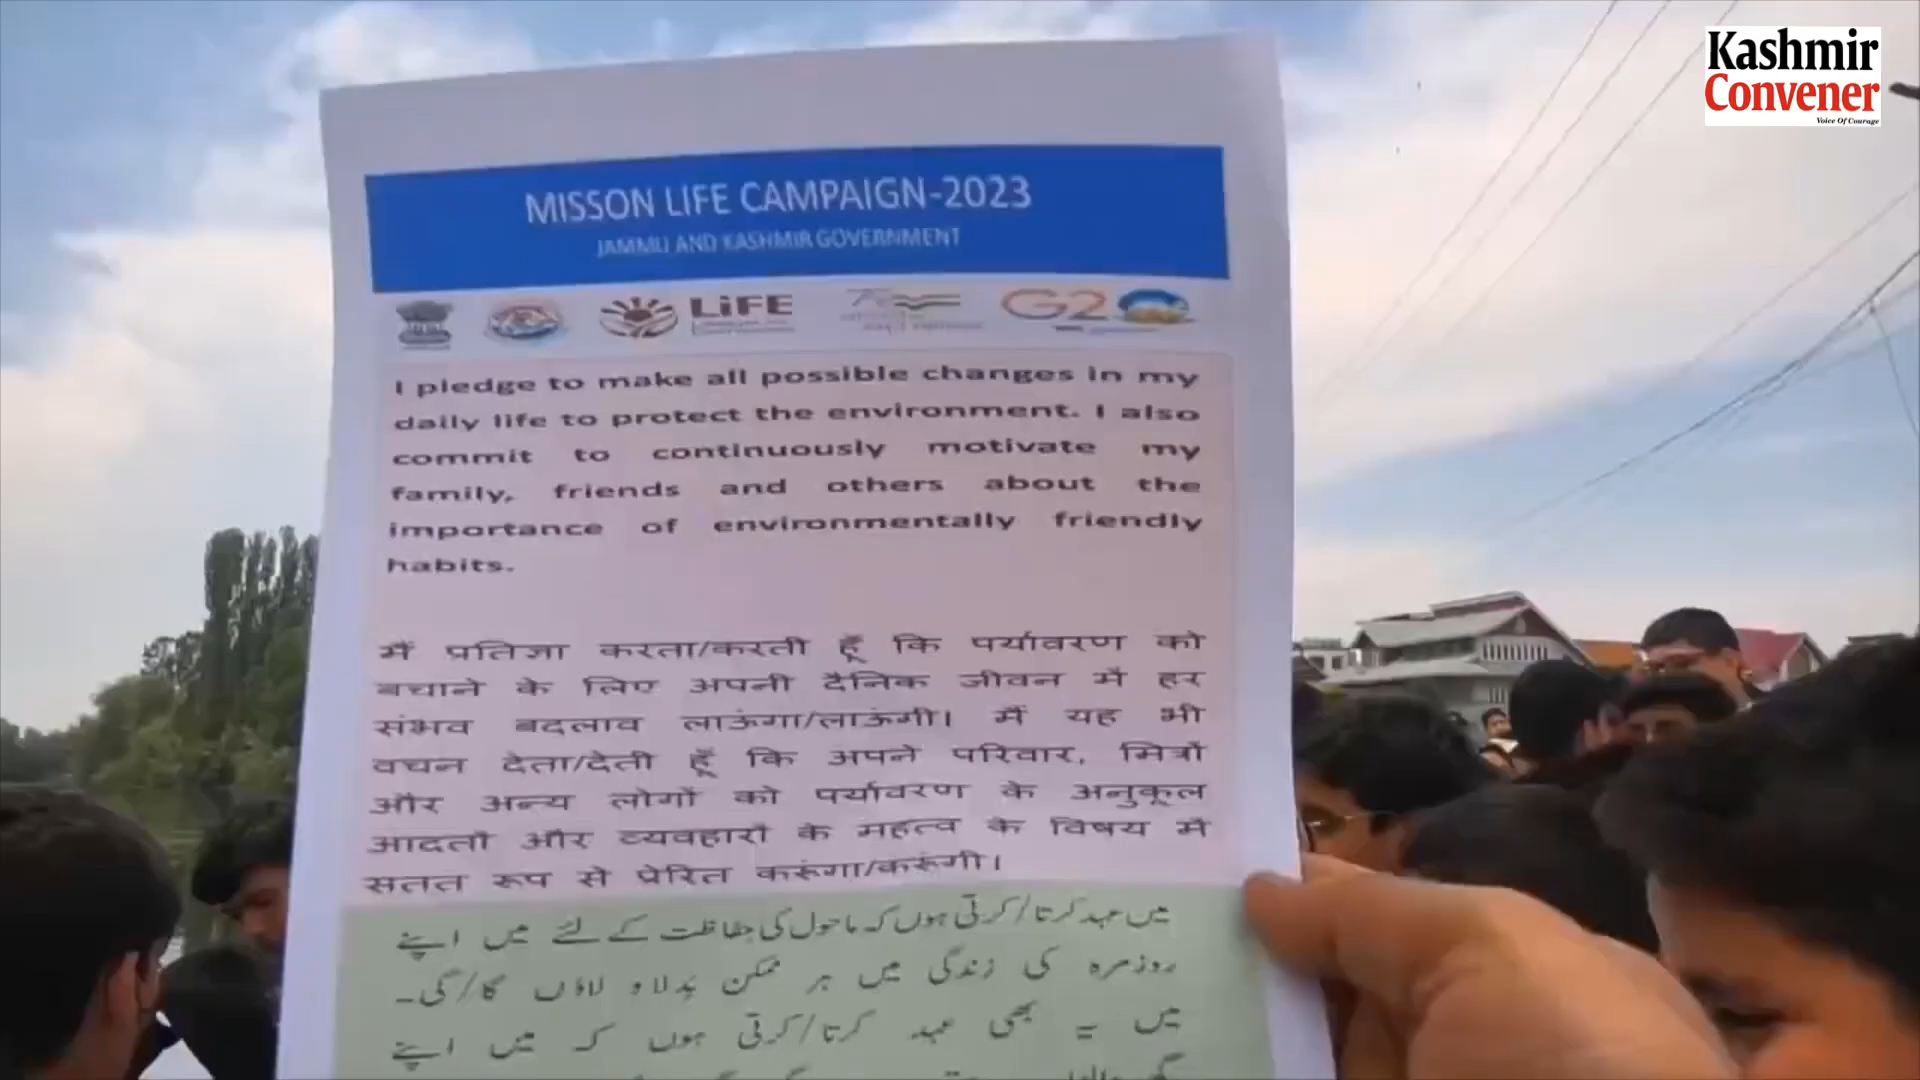 Kashmir
Convener
Voice Of Courage
MISSON LIFE CAMPAIGN-2023
JAMMU AND KASHMIR GOVERNMENT
LiFE
G20
I pledge to make all possible changes in my
daily life to protect the environment. I also
commit to continuously motivate my
family, friends and others about the
importance of environmentally friendly
habits.
मैं प्रतिज्ञा करता/करती हूँ कि पर्यावरण को
बचाने के लिए अपनी दैनिक जीवन में हर
संभव बदलाव लाऊंगा/लाऊंगी। मैं यह भी
वचन देता/देती हूँ कि अपने परिवार, मित्रों
और अन्य लोगों को पर्यावरण के अनुकूल
आदतों और व्यवहारों के महत्व के विषय में
सतत रूप से प्रेरित करूंगा/करूंगी।
میں عہد کرتا/کرتی ہوں کہ ماحول کی حفاظت کے لئے میں اپنے
روزمرہ کی زندگی میں ہر ممکن بدلاو لاؤں گا/گی۔
میں یہ بھی عہد کرتا/کرتی ہوں کہ میں اپنے